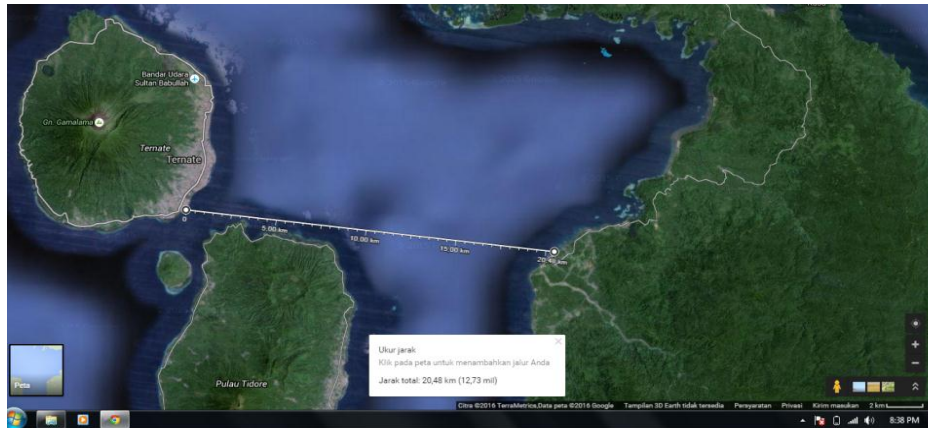 Bandar Udara
Sultan Babullah
Gn. Gamalama
Ternate
Ternate
0
5.00 km
10.00 km
15.00 km
20.48 km
Pulau Tidore
Peta
Ukur jarak
Klik pada peta untuk menambahkan jalur Anda
Jarak total: 20,48 km (12,73 mil)
Citra ©2016 TerraMetrics,Data peta ©2016 Google Tampilan 3D Earth tidak tersedia Persyaratan Privasi Kirim masukan 2 km
8:38 PM